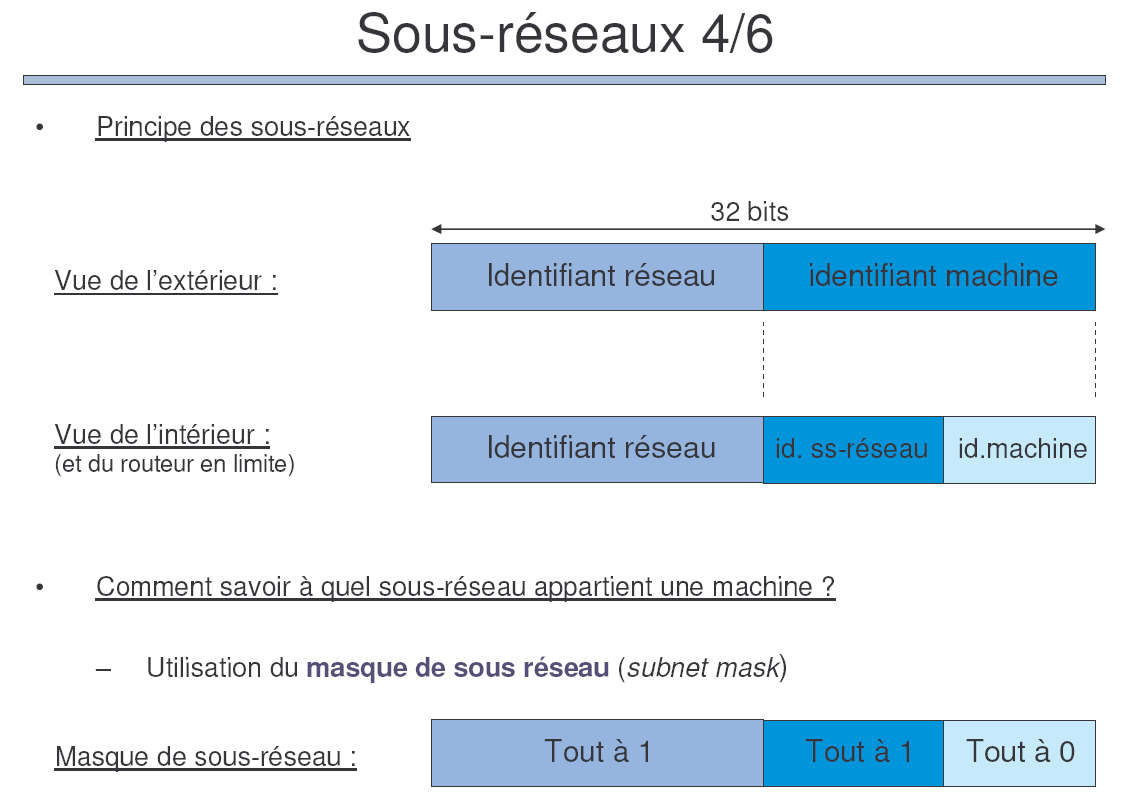 Sous-réseaux 4/6
• Principe des sous-réseaux
32 bits
Vue de l'extérieur :
Identifiant réseau
identifiant machine
Vue de l'intérieur :
(et du routeur en limite)
Identifiant réseau
id. ss-réseau
id.machine
• Comment savoir à quel sous-réseau appartient une machine ?
– Utilisation du masque de sous réseau (subnet mask)
Masque de sous-réseau :
Tout à 1
Tout à 1
Tout à 0